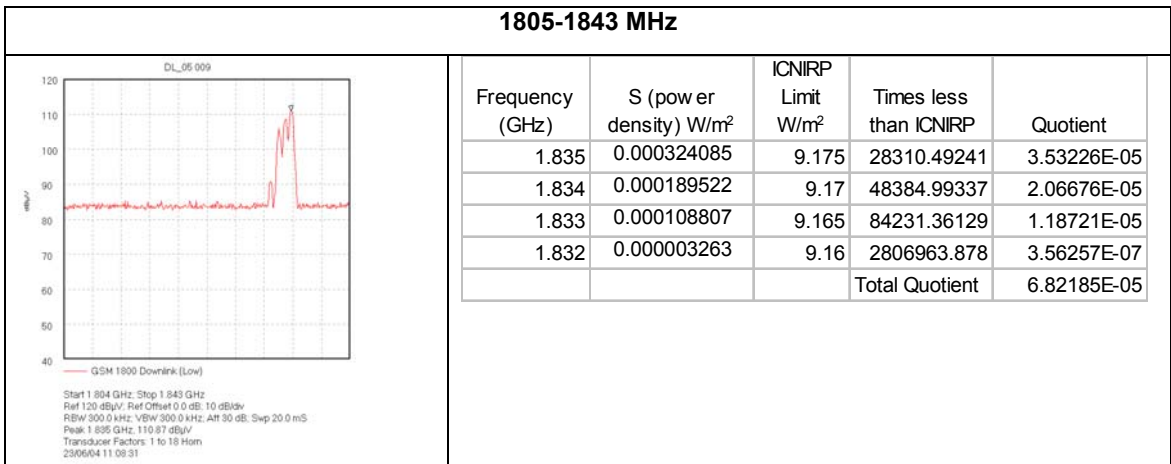 1805-1843 MHz
DL_05 009
120
110
100
90
80
70
60
50
40
dBµV
GSM 1800 Downlink (Low)
Start 1.804 GHz; Stop 1.843 GHz
Ref 120 dBµV; Ref Offset 0.0 dB; 10 dB/div
RBW 300.0 kHz; VBW 300.0 kHz; Att 30 dB; Swp 20.0 mS
Peak 1.835 GHz, 110.87 dBµV
Transducer Factors: 1 to 18 Horn
23/06/04 11:08:31
Frequency (GHz) S (power density) W/m² ICNIRP Limit W/m² Times less than ICNIRP Quotient
1.835 0.000324085 9.175 28310.49241 3.53226E-05
1.834 0.000189522 9.17 48384.99337 2.06676E-05
1.833 0.000108807 9.165 84231.36129 1.18721E-05
1.832 0.000003263 9.16 2806963.878 3.56257E-07
Total Quotient 6.82185E-05